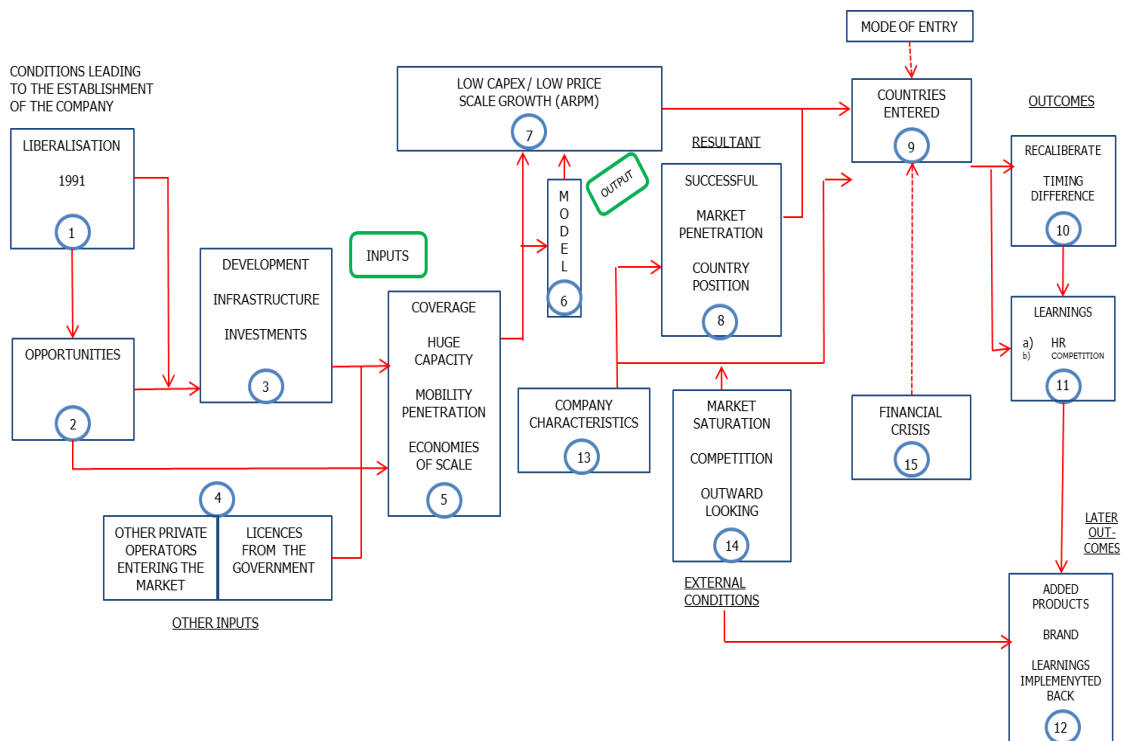 MODE OF ENTRY
CONDITIONS LEADING
TO THE ESTABLISHMENT
OF THE COMPANY
LIBERALISATION
1991
1
OPPORTUNITIES
2
DEVELOPMENT
INFRASTRUCTURE
INVESTMENTS
3
4
OTHER PRIVATE
OPERATORS
ENTERING THE
MARKET
LICENCES
FROM THE
GOVERNMENT
OTHER INPUTS
INPUTS
COVERAGE
HUGE
CAPACITY
MOBILITY
PENETRATION
ECONOMIES
OF SCALE
5
M
O
D
E
L
6
OUTPUT
LOW CAPEX/ LOW PRICE
SCALE GROWTH (ARPM)
7
RESULTANT
SUCCESSFUL
MARKET
PENETRATION
COUNTRY
POSITION
8
COMPANY
CHARACTERISTICS
13
MARKET
SATURATION
COMPETITION
OUTWARD
LOOKING
14
EXTERNAL
CONDITIONS
COUNTRIES
ENTERED
9
FINANCIAL
CRISIS
15
OUTCOMES
RECALIBERATE
TIMING
DIFFERENCE
10
LEARNINGS
a) HR
b) COMPETITION
11
LATER
OUT-
COMES
ADDED
PRODUCTS
BRAND
LEARNINGS
IMPLEMENYTED
BACK
12